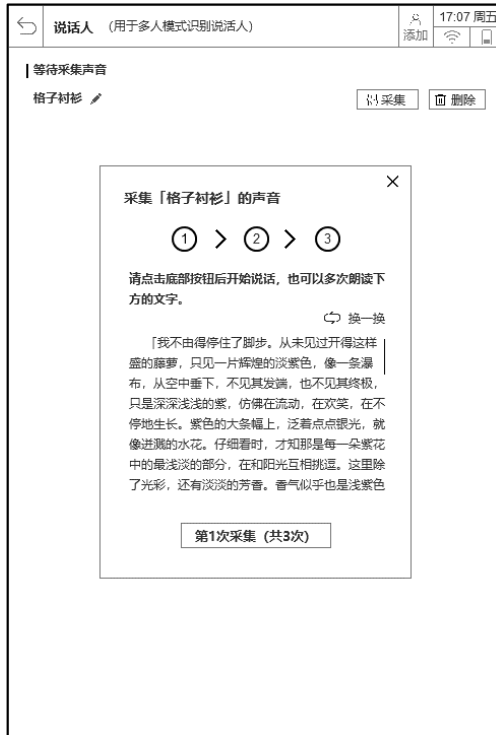 说话人 (用于多人模式识别说话人)
添加
17:07 周五
等待采集声音
格子衬衫
采集
删除
采集「格子衬衫」的声音
1 > 2 > 3
请点击底部按钮后开始说话，也可以多次朗读下
方的文字。
换一换
「我不由得停住了脚步。从未见过开得这样
盛的藤萝，只见一片辉煌的淡紫色，像一条瀑
布，从空中垂下，不见其发端，也不见其终极，
只是深深浅浅的紫，仿佛在流动，在欢笑，在不
停地生长。紫色的大条幅上，泛着点点银光，就
像迸溅的水花。仔细看时，才知那是每一朵紫花
中的最浅淡的部分，在和阳光互相挑逗。这里除
了光彩，还有淡淡的芳香。香气似乎也是浅紫色
第1次采集（共3次）